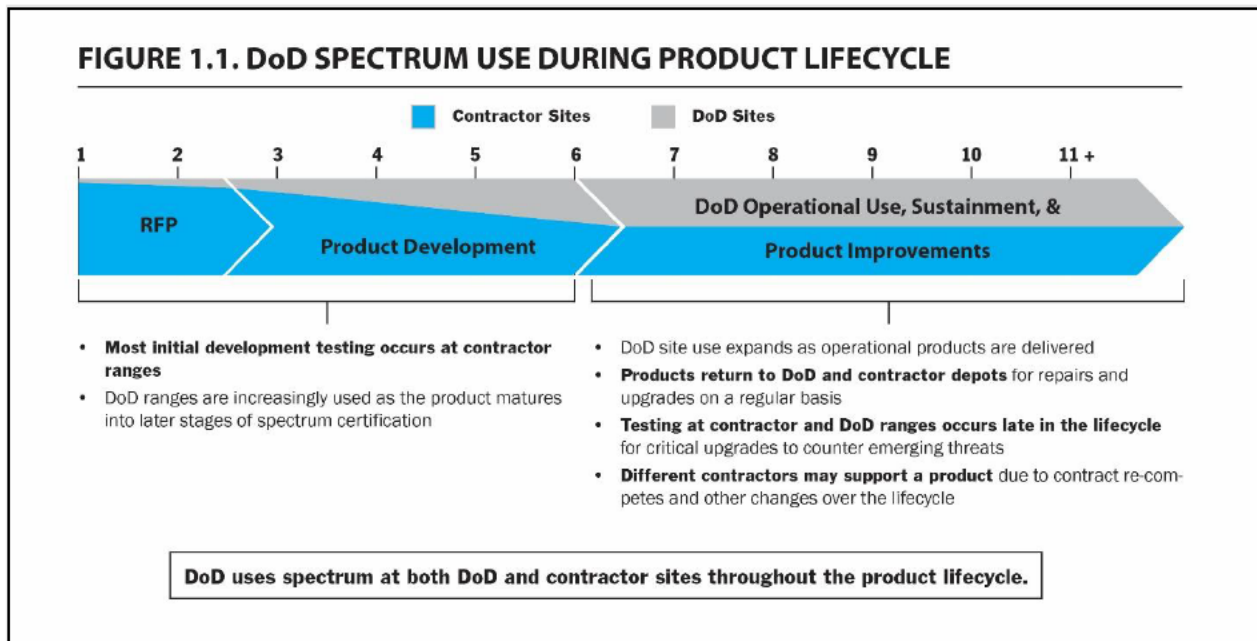 FIGURE 1.1. DoD SPECTRUM USE DURING PRODUCT LIFECYCLE
Contractor Sites DoD Sites
1 2 3 4 5 6 7 8 9 10 11 +
RFP
Product Development
DoD Operational Use, Sustainment, &
Product Improvements
• Most initial development testing occurs at contractor
ranges
• DoD ranges are increasingly used as the product matures
into later stages of spectrum certification
• DoD site use expands as operational products are delivered
• Products return to DoD and contractor depots for repairs and
upgrades on a regular basis
• Testing at contractor and DoD ranges occurs late in the lifecycle
for critical upgrades to counter emerging threats
• Different contractors may support a product due to contract re-com-
petes and other changes over the lifecycle
DoD uses spectrum at both DoD and contractor sites throughout the product lifecycle.